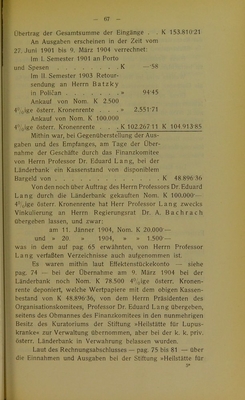 — 67 —
Übertrag der Gesamtsumme der Eingänge . . K 153.810·21
An Ausgaben erscheinen in der Zeit vom
27. Juni 1901 bis 9. März 1904 verrechnet:
Im I. Semester 1901 an Porto
und Spesen . . . . . . . K —·58
Im II. Semester 1903 Retour-
sendung an Herrn Batzky
in Poličan . . . . . . . » 94·45
Ankauf von Nom. K 2.500
4%ige österr. Kronenrente . . » 2.551·71
Ankauf von Nom. K 100.000
4%ige österr. Kronenrente . . K 102.267·11 K 104.913·85
Mithin war, bei Gegenüberstellung der Aus-
gaben und des Empfanges, am Tage der Über-
nahme der Geschäfte durch das Finanzkomitee
von Herrn Professor Dr. Eduard Lang, bei der
Länderbank ein Kassenstand von disponiblem
Bargeld von . . . . . . . . . . . K 48.896·36
Von den noch über Auftrag des Herrn Professors Dr. Eduard
Lang durch die Länderbank gekauften Nom. K 100.000—
4%ige österr. Kronenrente hat Herr Professor Lang zwecks
Vinkulierung an Herrn Regierungsrat Dr. A. Bachrach
übergeben lassen, und zwar:
am 11. Jänner 1904, Nom. K 20.000—
und » 20. » 1904, » » 1.500—
was in dem auf pag. 65 erwähnten, von Herrn Professor
Lang verfaßten Verzeichnisse auch aufgenommen ist.
Es waren mithin laut Effektenstückekonto — siehe
pag. 74 — bei der Übernahme am 9. März 1904 bei der
Länderbank noch Nom. K 78.500 4%ige österr. Kronen-
rente deponiert, welche Wertpapiere mit dem obigen Kassen-
bestand von K 48.896·36, von dem Herrn Präsidenten des
Organisationskomitees, Professor Dr. Eduard Lang übergeben,
seitens des Obmannes des Finanzkomitees in den nunmehrigen
Besitz des Kuratoriums der Stiftung »Heilstätte für Lupus-
kranke« zur Verwaltung übernommen, aber bei der k. k. priv.
österr. Länderbank in Verwahrung belassen wurden.
Laut des Rechnungsabschlusses — pag. 75 bis 81 — über
die Einnahmen und Ausgaben bei der Stiftung »Heilstätte für
5*